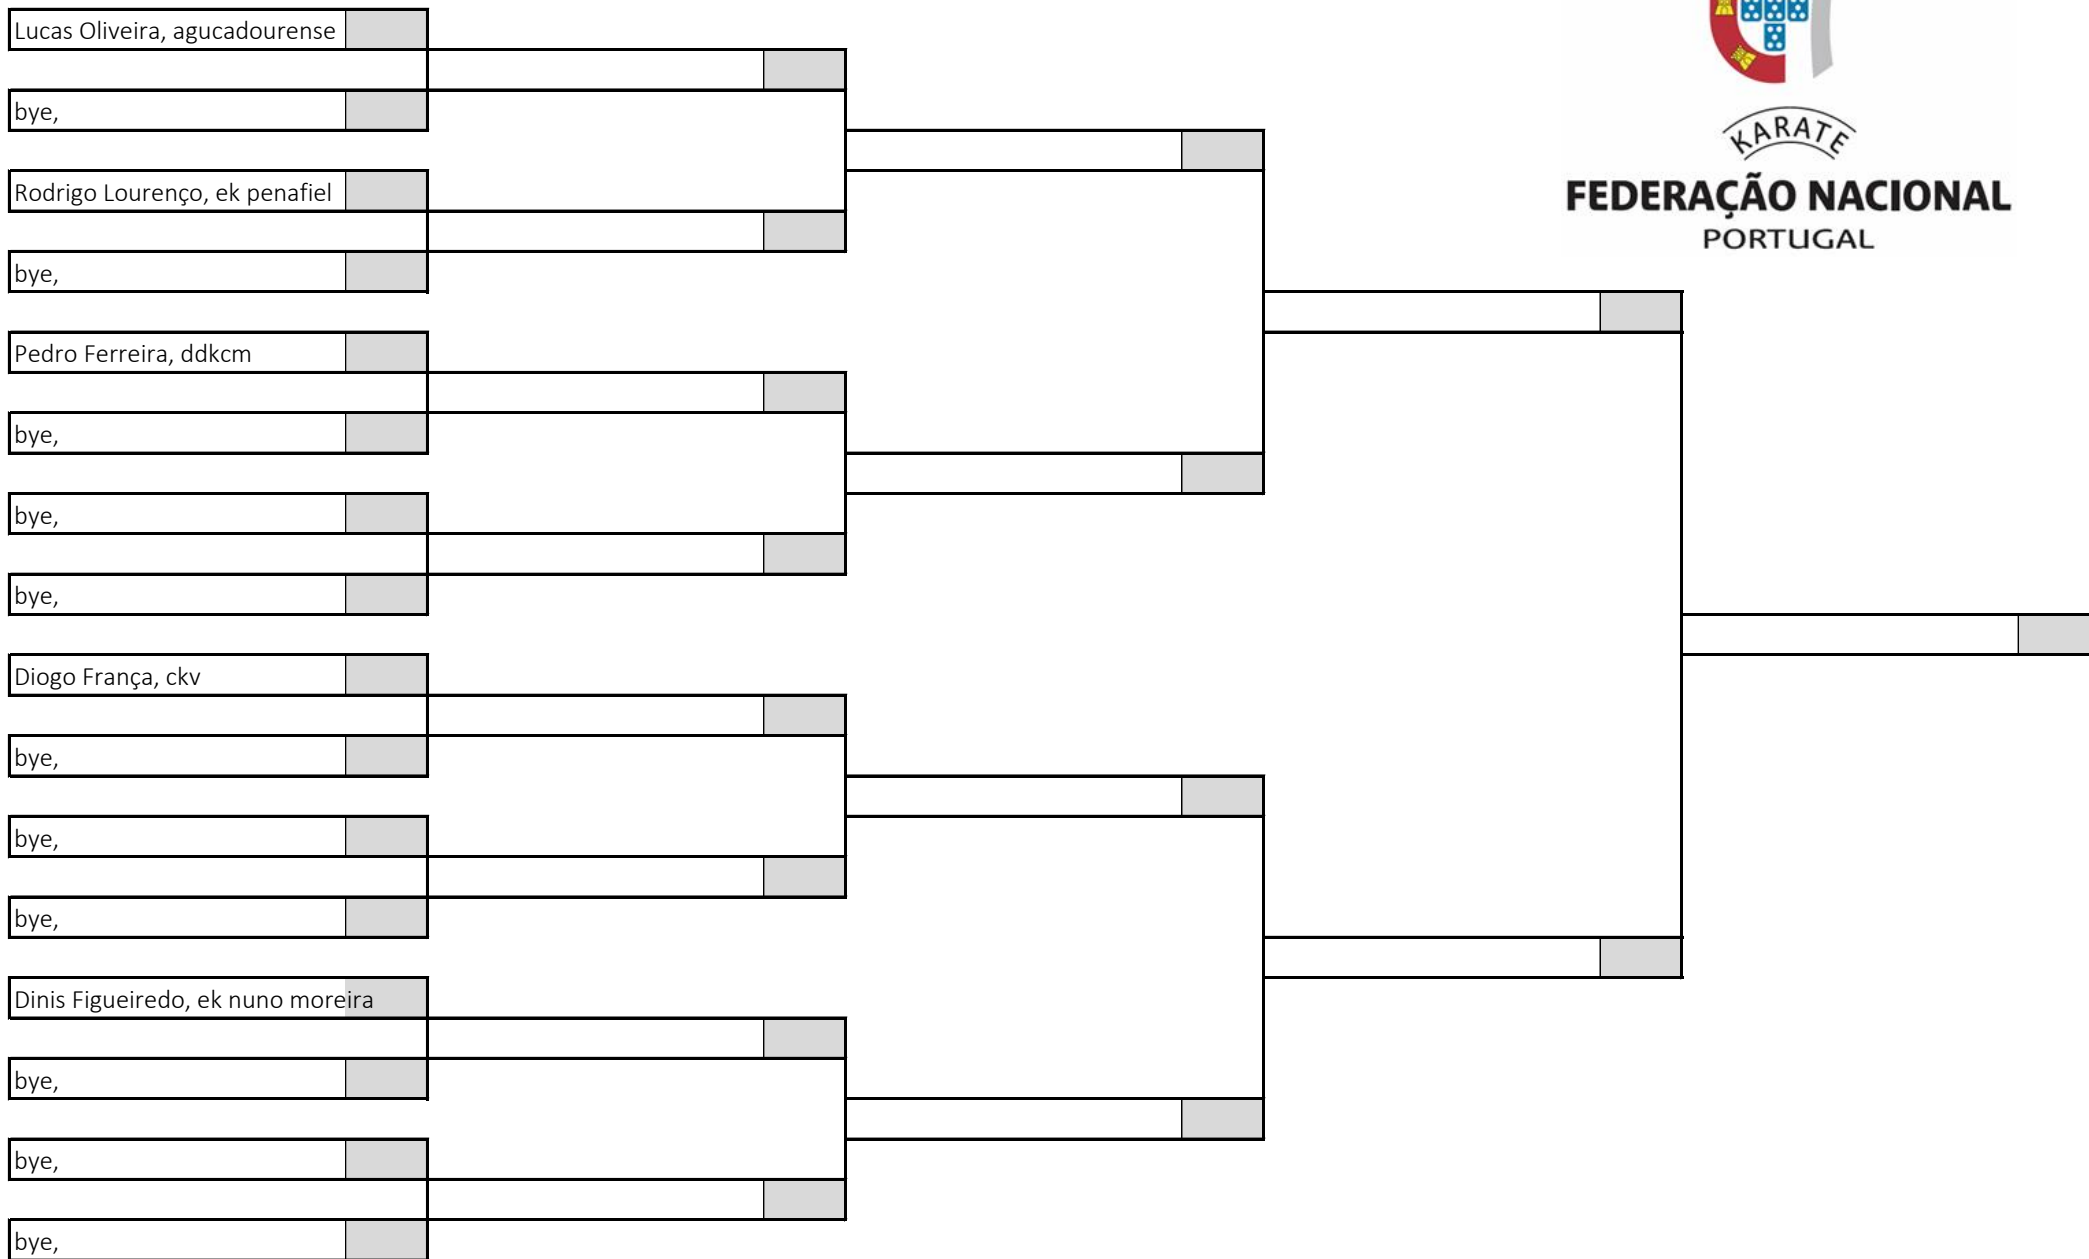 Lucas Oliveira, agucadourense
bye,
Rodrigo Lourenço, ek penafiel
bye,
Pedro Ferreira, ddkcm
bye,
bye,
bye,
Diogo França, ckv
bye,
bye,
bye,
Dinis Figueiredo, ek nuno moreira
bye,
bye,
bye,
KARATE
FEDERAÇÃO NACIONAL
PORTUGAL